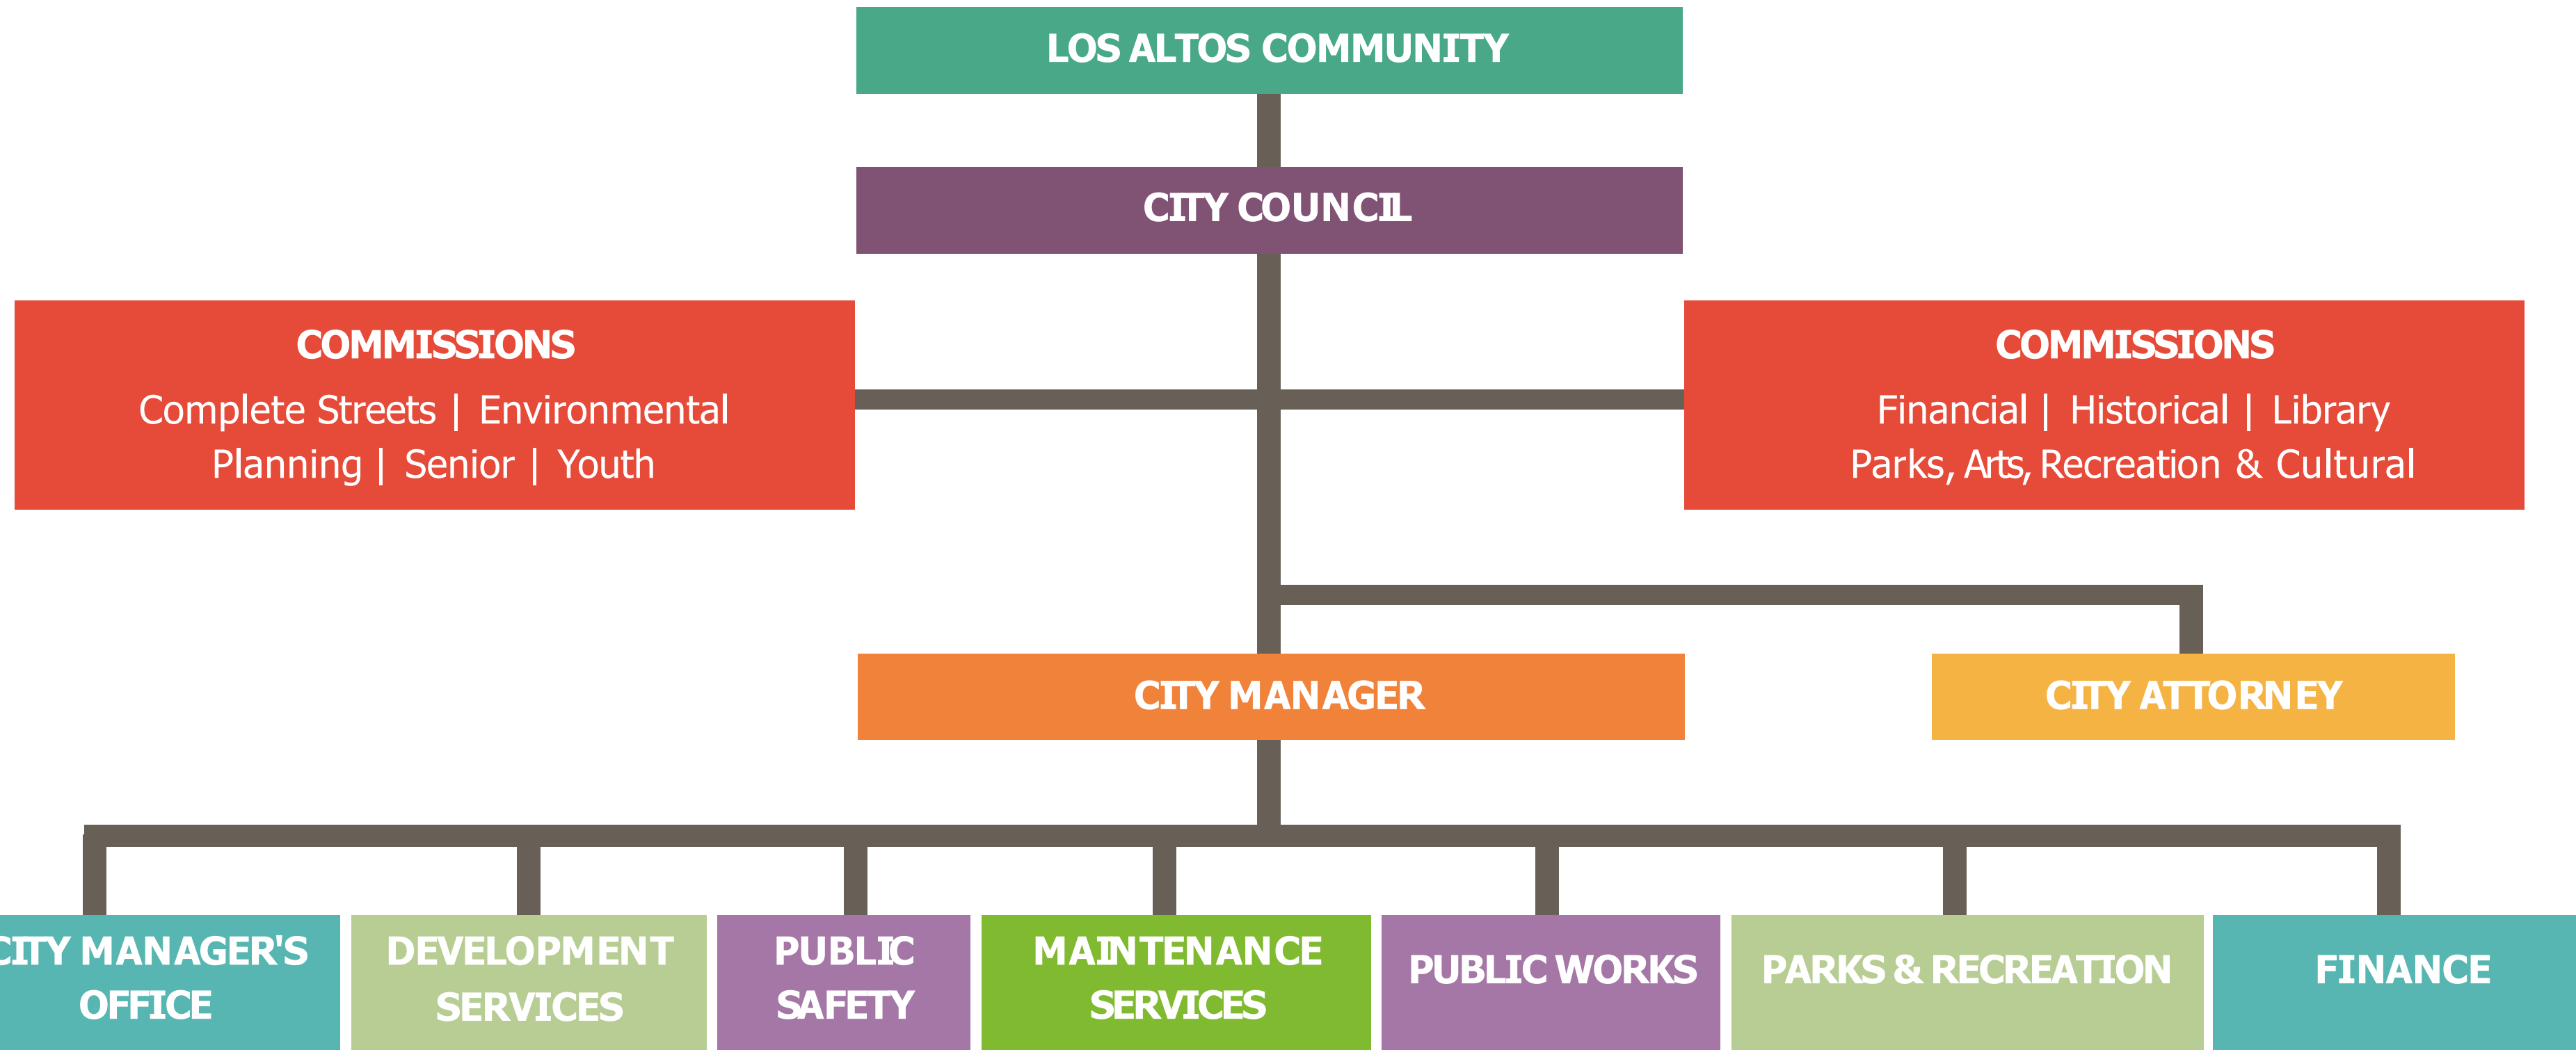 LOS ALTOS COMMUNITY
CITY COUNCIL
COMMISSIONS
Complete Streets | Environmental
Planning | Senior | Youth
COMMISSIONS
Financial | Historical | Library
Parks, Arts, Recreation & Cultural
CITY MANAGER
CITY ATTORNEY
CITY MANAGER'S
OFFICE
DEVELOPMENT
SERVICES
PUBLIC
SAFETY
MAINTENANCE
SERVICES
PUBLIC WORKS
PARKS & RECREATION
FINANCE